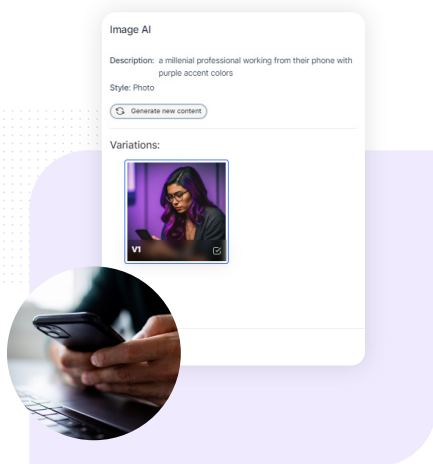 Image AI
Description: a millenial professional working from their phone with
purple accent colors
Style: Photo
Generate new content
Variations:
V1